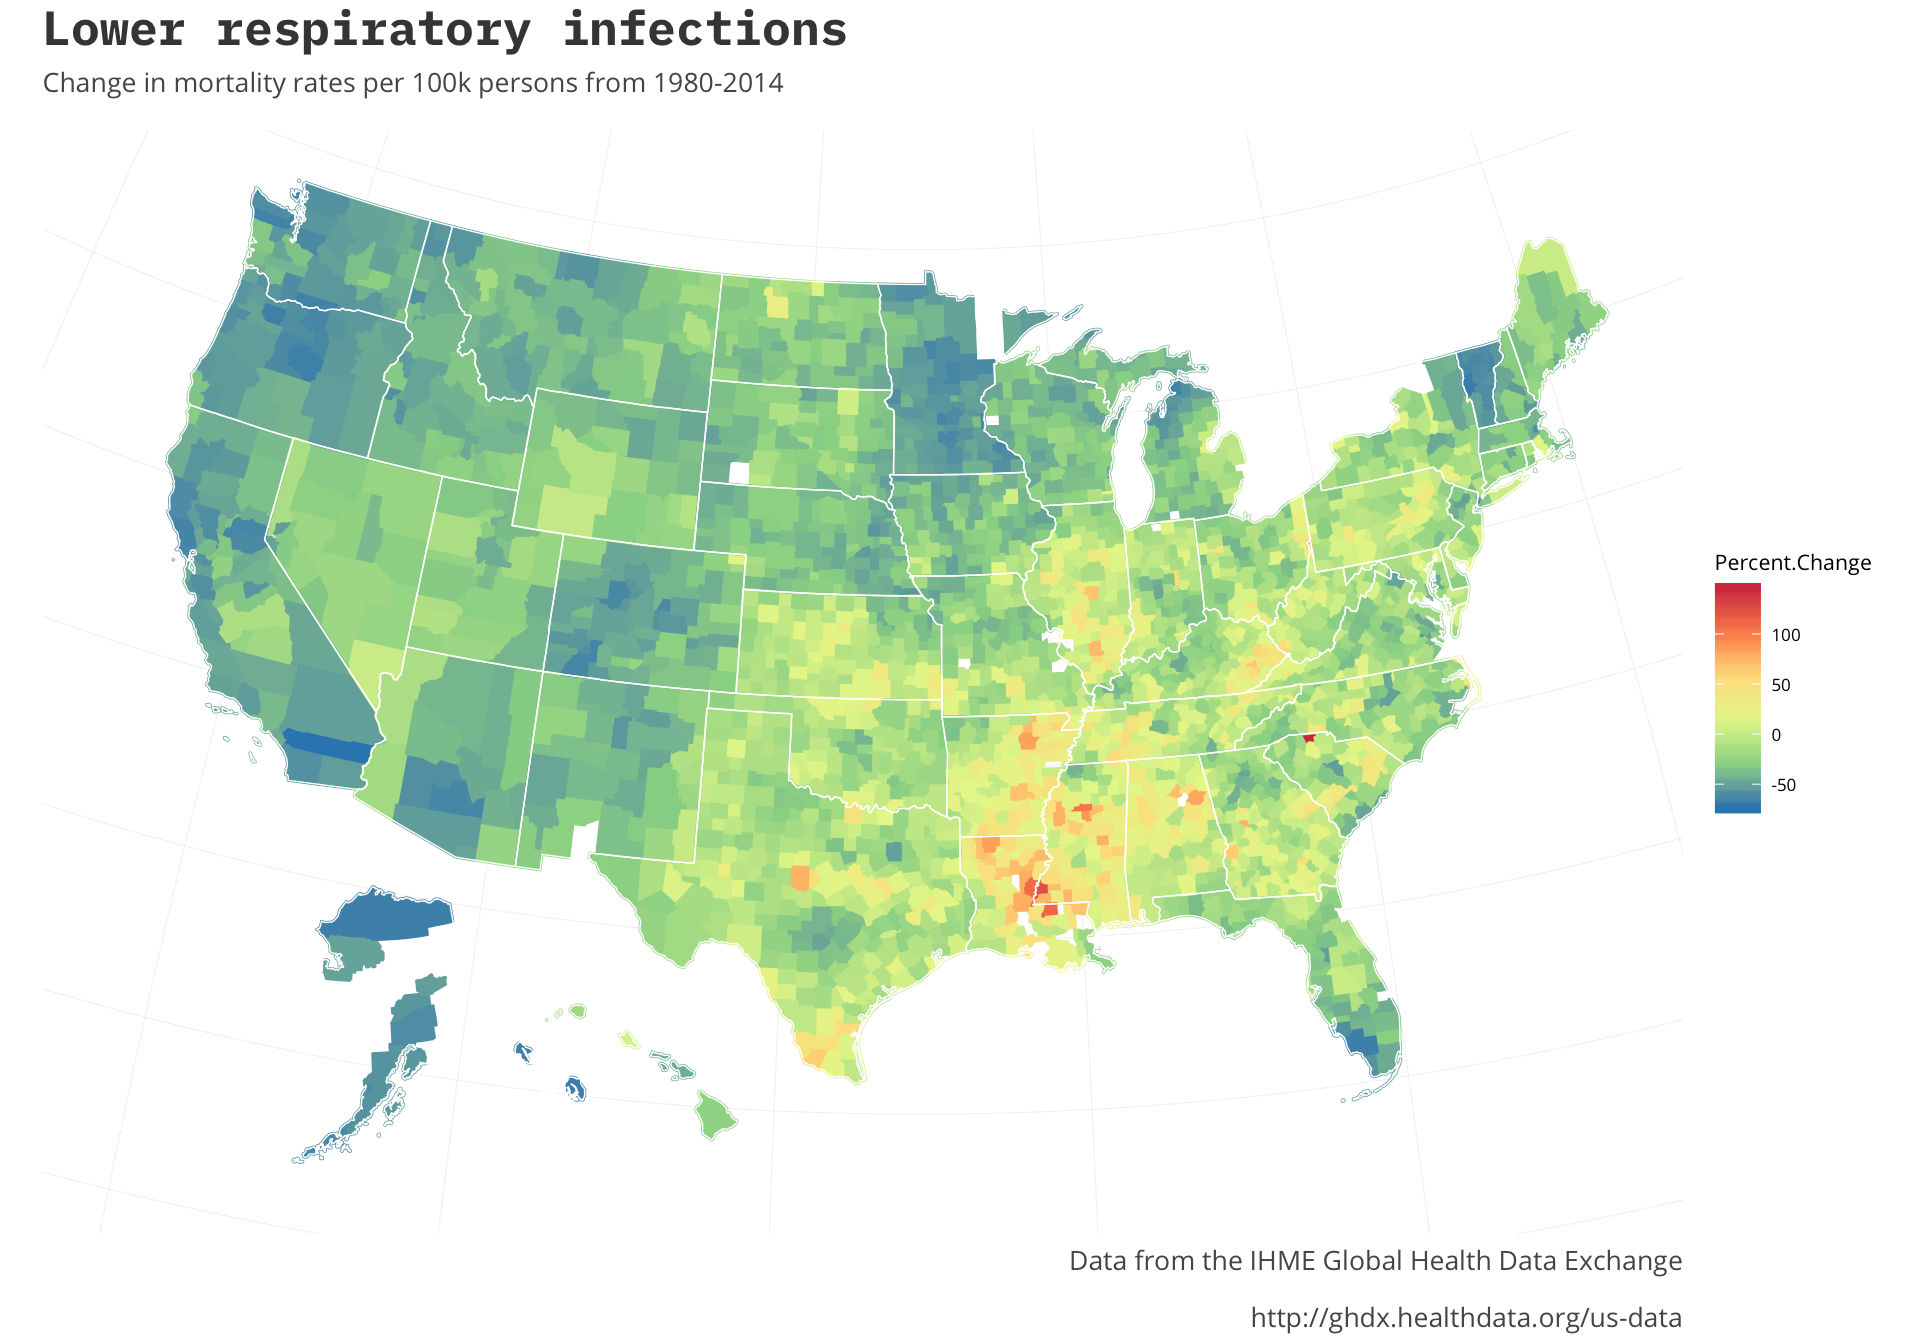 Lower respiratory infections
Change in mortality rates per 100k persons from 1980-2014
Percent.Change
100
50
0
-50
Data from the IHME Global Health Data Exchange
http://ghdx.healthdata.org/us-data